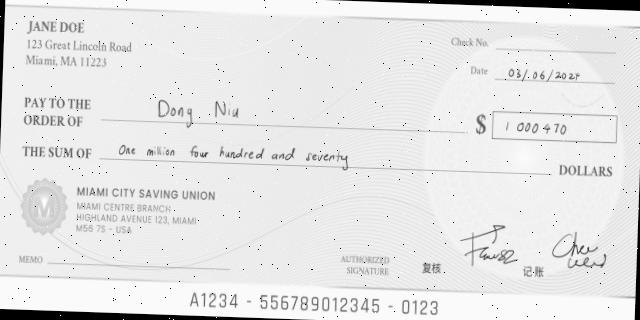 JANE DOE
123 Great Lincoln Road
Miami, MA 11223
Check No.
Date 03/06/2024
PAY TO THE
ORDER OF Dong Niu
$ 1 000 470
THE SUM OF One million four hundred and seventy DOLLARS
M
MIAMI CITY SAVING UNION
MIAMI CENTRE BRANCH
HIGHLAND AVENUE 123, MIAMI
M56 7S - USA
MEMO
AUTHORIZED
SIGNATURE
复核
记账
A1234 - 556789012345 - 0123